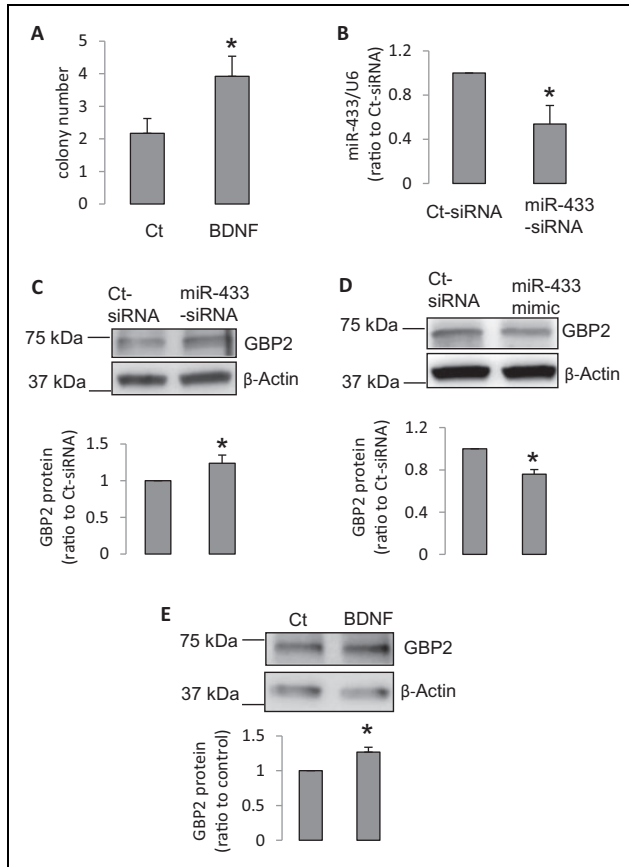 A
colony number
5
4
3
2
1
0
*
Ct
BDNF
B
miR-433/U6
(ratio to Ct-siRNA)
1.2
0.8
0.4
0
*
Ct-siRNA
miR-433
-siRNA
C
Ct-
siRNA
miR-433
-siRNA
75 kDa
GBP2
37 kDa
β-Actin
GBP2 protein
(ratio to Ct-siRNA)
1.5
1
0.5
0
*
D
Ct-
siRNA
miR-433
mimic
75 kDa
GBP2
37 kDa
β-Actin
GBP2 protein
(ratio to Ct-siRNA)
1.2
0.8
0.4
0
*
E
Ct
BDNF
75 kDa
GBP2
37 kDa
β-Actin
GBP2 protein
(ratio to control)
1.5
1
0.5
0
*